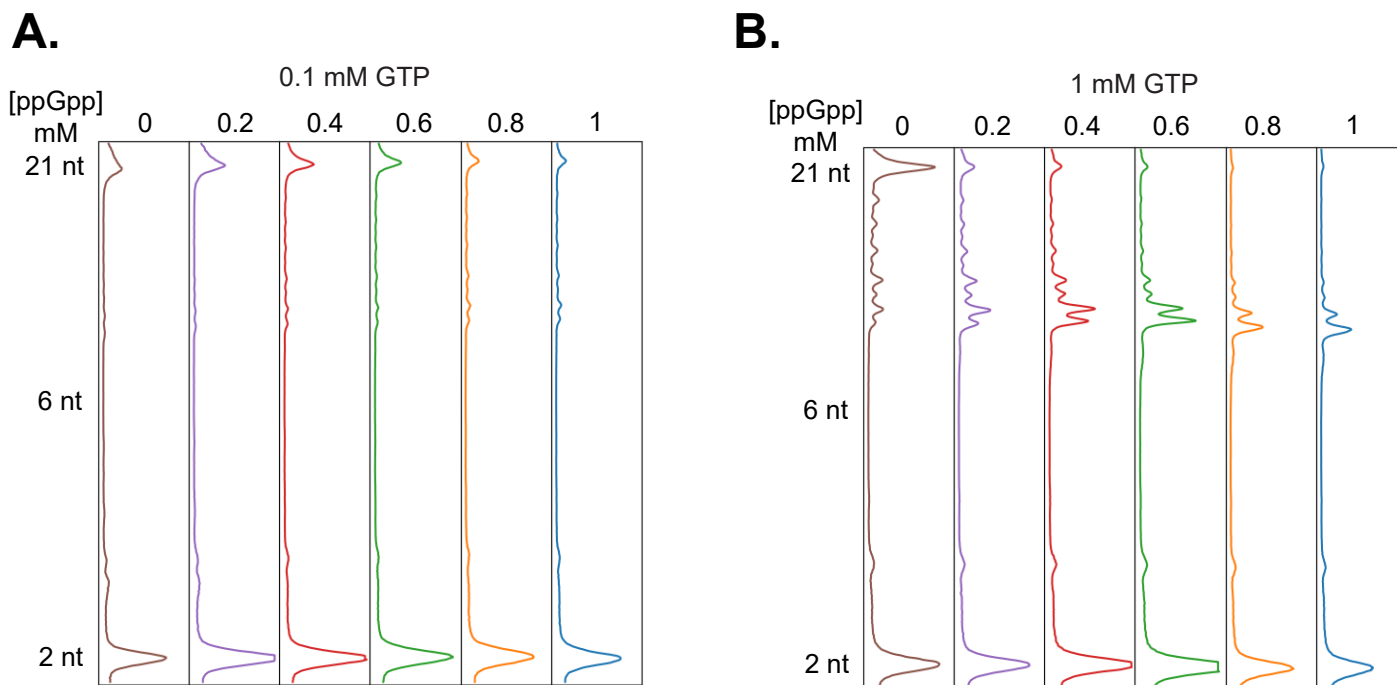 A.
0.1 mM GTP
[ppGpp]
mM
0 0.2 0.4 0.6 0.8 1
21 nt
6 nt
2 nt
B.
1 mM GTP
[ppGpp]
mM
0 0.2 0.4 0.6 0.8 1
21 nt
6 nt
2 nt